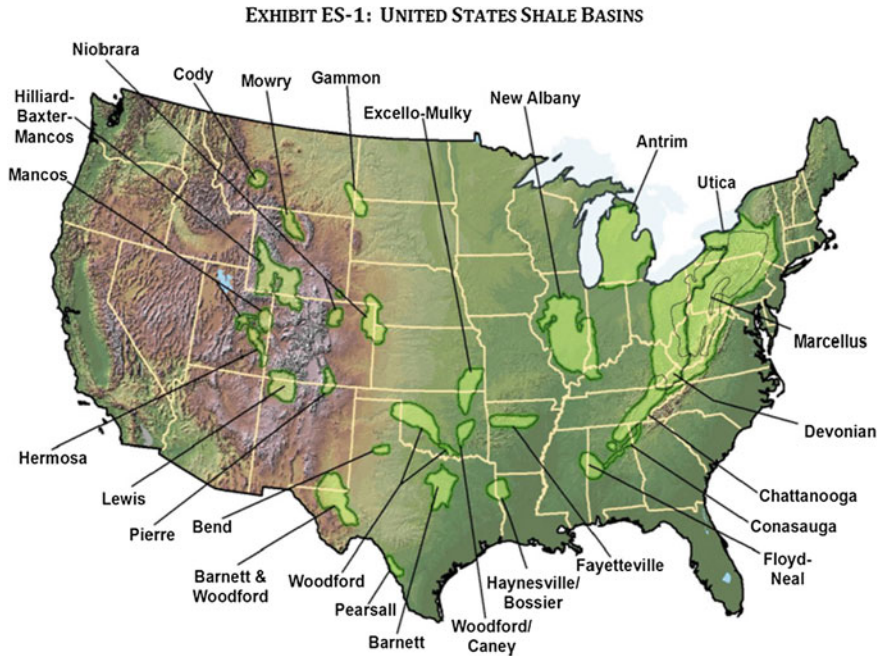 EXHIBIT ES-1: UNITED STATES SHALE BASINS
Niobrara
Cody
Mowry
Gammon
Hilliard-
Baxter-
Mancos
Excello-Mulky
New Albany
Antrim
Mancos
Utica
Marcellus
Devonian
Hermosa
Lewis
Pierre
Bend
Chattanooga
Conasauga
Floyd-
Neal
Fayetteville
Barnett &
Woodford
Woodford
Pearsall
Barnett
Haynesville/
Bossier
Woodford/
Caney